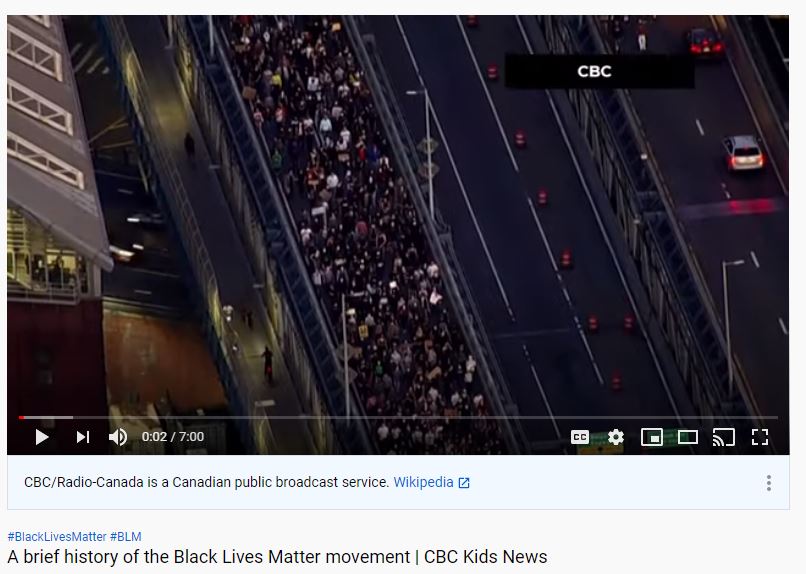 CBC
0:02 / 7:00
CC
CBC/Radio-Canada is a Canadian public broadcast service. Wikipedia
#BlackLivesMatter #BLM
A brief history of the Black Lives Matter movement | CBC Kids News